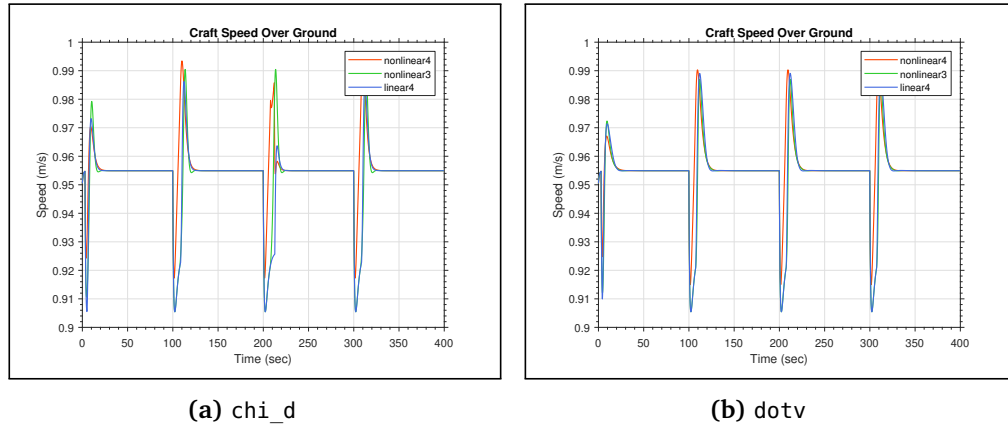 Craft Speed Over Ground
1
0.99
0.98
0.97
0.96
0.95
0.94
0.93
0.92
0.91
0.9
Speed (m/s)
nonlinear4
nonlinear3
linear4
0 50 100 150 200 250 300 350 400
Time (sec)
(a) chi_d
Craft Speed Over Ground
1
0.99
0.98
0.97
0.96
0.95
0.94
0.93
0.92
0.91
0.9
Speed (m/s)
nonlinear4
nonlinear3
linear4
0 50 100 150 200 250 300 350 400
Time (sec)
(b) dotv